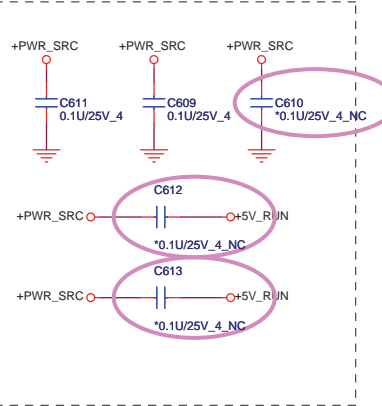 +PWR_SRC +PWR_SRC +PWR_SRC
C611 C609 C610
0.1U/25V_4 0.1U/25V_4 *0.1U/25V_4_NC
C612
+PWR_SRC +5V_RUN
*0.1U/25V_4_NC
C613
+PWR_SRC +5V_RUN
*0.1U/25V_4_NC